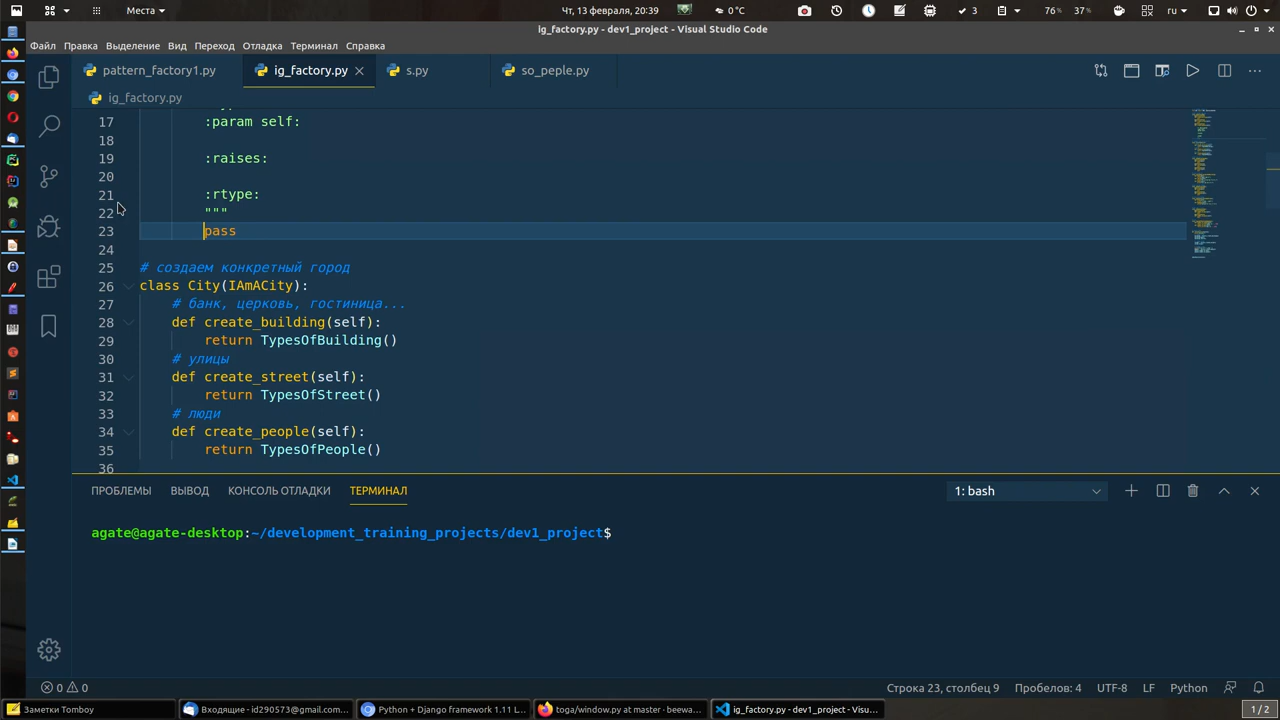 Места
Чт, 13 февраля, 20:39
0°C
3
76%
37%
ru
ig_factory.py - dev1_project - Visual Studio Code
Файл Правка Выделение Вид Переход Отладка Терминал Справка
pattern_factory1.py
ig_factory.py
s.py
so_peple.py
ig_factory.py
17 :param self:
18
19 :raises:
20
21 :rtype:
22 """
23 pass
24
25 # создаем конкретный город
26 class City(IAmACity):
27 # банк, церковь, гостиница...
28 def create_building(self):
29 return TypesOfBuilding()
30 # улицы
31 def create_street(self):
32 return TypesOfStreet()
33 # люди
34 def create_people(self):
35 return TypesOfPeople()
36
ПРОБЛЕМЫ ВЫВОД КОНСОЛЬ ОТЛАДКИ ТЕРМИНАЛ
1: bash
agate@agate-desktop:~/development_training_projects/dev1_project$
0 0
Строка 23, столбец 9 Пробелов: 4 UTF-8 LF Python
Заметки Tomboy
Входящие - id290573@gmail.com...
Python + Django framework 1.11 L...
toga/window.py at master · beewa...
ig_factory.py - dev1_project - Visu...
1 / 2